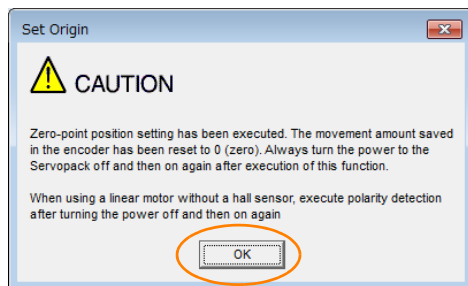 Set Origin
CAUTION
Zero-point position setting has been executed. The movement amount saved
in the encoder has been reset to 0 (zero). Always turn the power to the
Servopack off and then on again after execution of this function.
When using a linear motor without a hall sensor, execute polarity detection
after turning the power off and then on again
OK